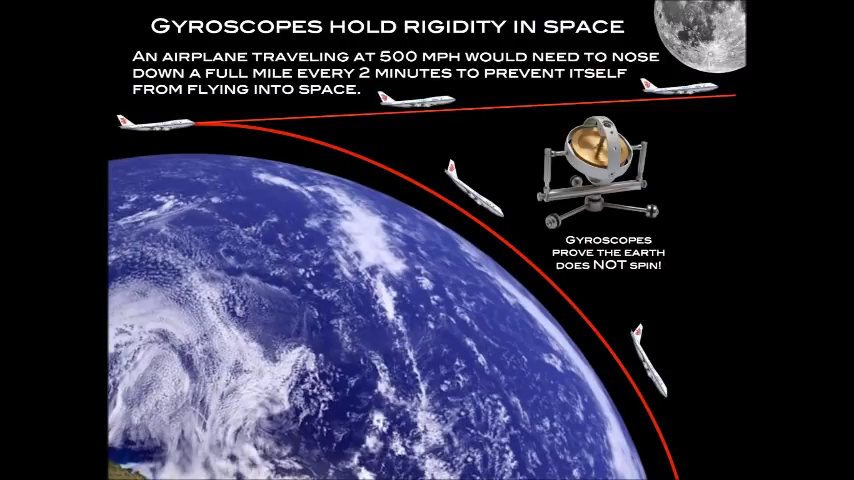 Gyroscopes hold rigidity in space
An airplane traveling at 500 mph would need to nose
down a full mile every 2 minutes to prevent itself
from flying into space.
Gyroscopes
prove the earth
does NOT spin!